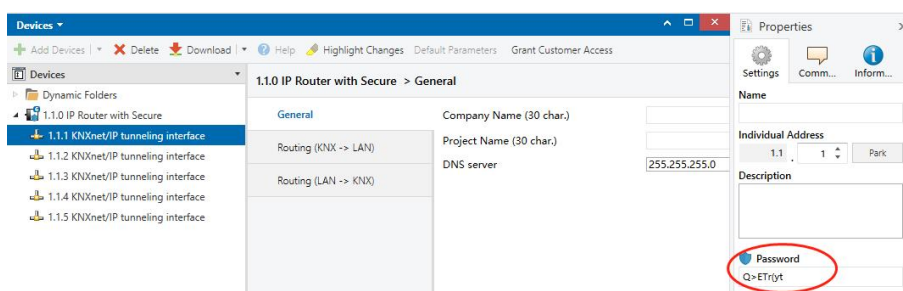 Devices
Add Devices Delete Download Help Highlight Changes Default Parameters Grant Customer Access
Devices
Dynamic Folders
1.1.0 IP Router with Secure
1.1.1 KNXnet/IP tunneling interface
1.1.2 KNXnet/IP tunneling interface
1.1.3 KNXnet/IP tunneling interface
1.1.4 KNXnet/IP tunneling interface
1.1.5 KNXnet/IP tunneling interface
1.1.0 IP Router with Secure > General
General
Routing (KNX -> LAN)
Routing (LAN -> KNX)
Company Name (30 char.)
Project Name (30 char.)
DNS server 255.255.255.0
Properties
Settings Comm... Inform...
Name
Individual Address
1.1 . 1 Park
Description
Password
Q>ETr(yt